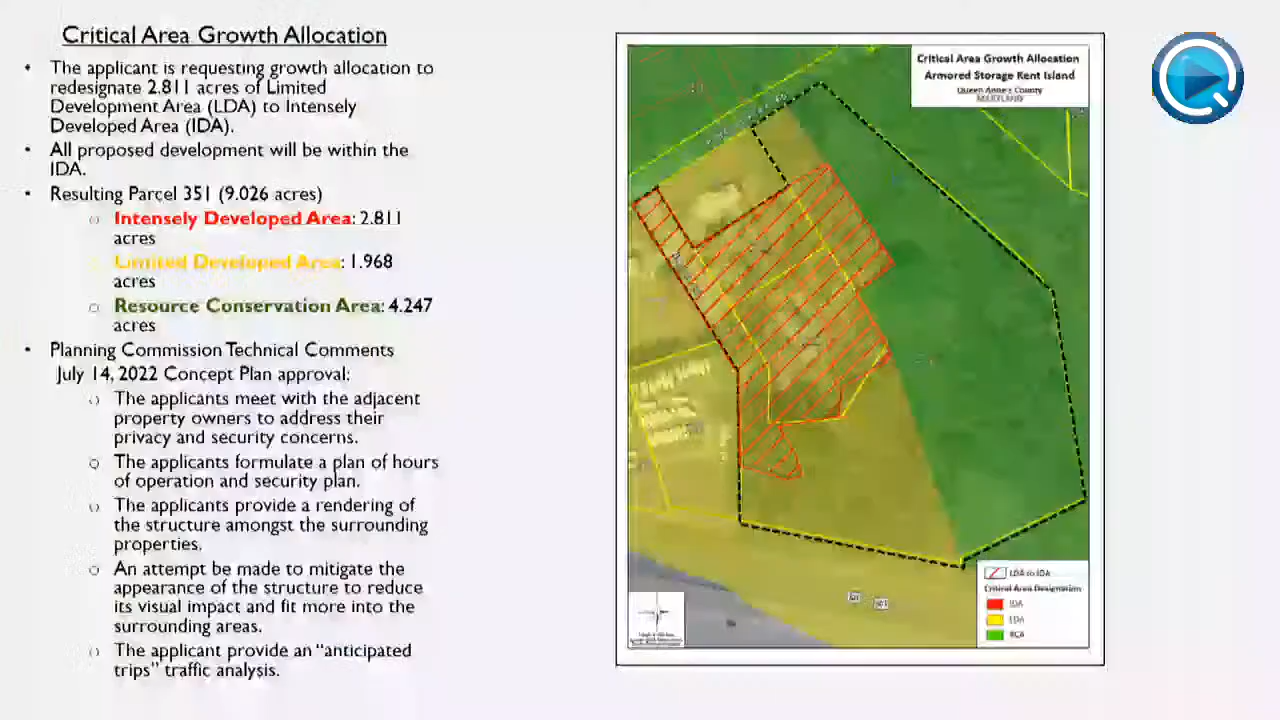 Critical Area Growth Allocation
• The applicant is requesting growth allocation to
redesignate 2.811 acres of Limited
Development Area (LDA) to Intensely
Developed Area (IDA).
• All proposed development will be within the
IDA.
• Resulting Parcel 351 (9.026 acres)
o Intensely Developed Area: 2.811
acres
Limited Developed Area: 1.968
acres
o Resource Conservation Area: 4.247
acres
• Planning Commission Technical Comments
July 14, 2022 Concept Plan approval:
o The applicants meet with the adjacent
property owners to address their
privacy and security concerns.
o The applicants formulate a plan of hours
of operation and security plan.
o The applicants provide a rendering of
the structure amongst the surrounding
properties.
o An attempt be made to mitigate the
appearance of the structure to reduce
its visual impact and fit more into the
surrounding areas.
o The applicant provide an “anticipated
trips” traffic analysis.
Critical Area Growth Allocation
Armored Storage Kent Island
Queen Anne's County
MARYLAND
LDA to IDA
Critical Area Designation
IDA
LDA
RCA